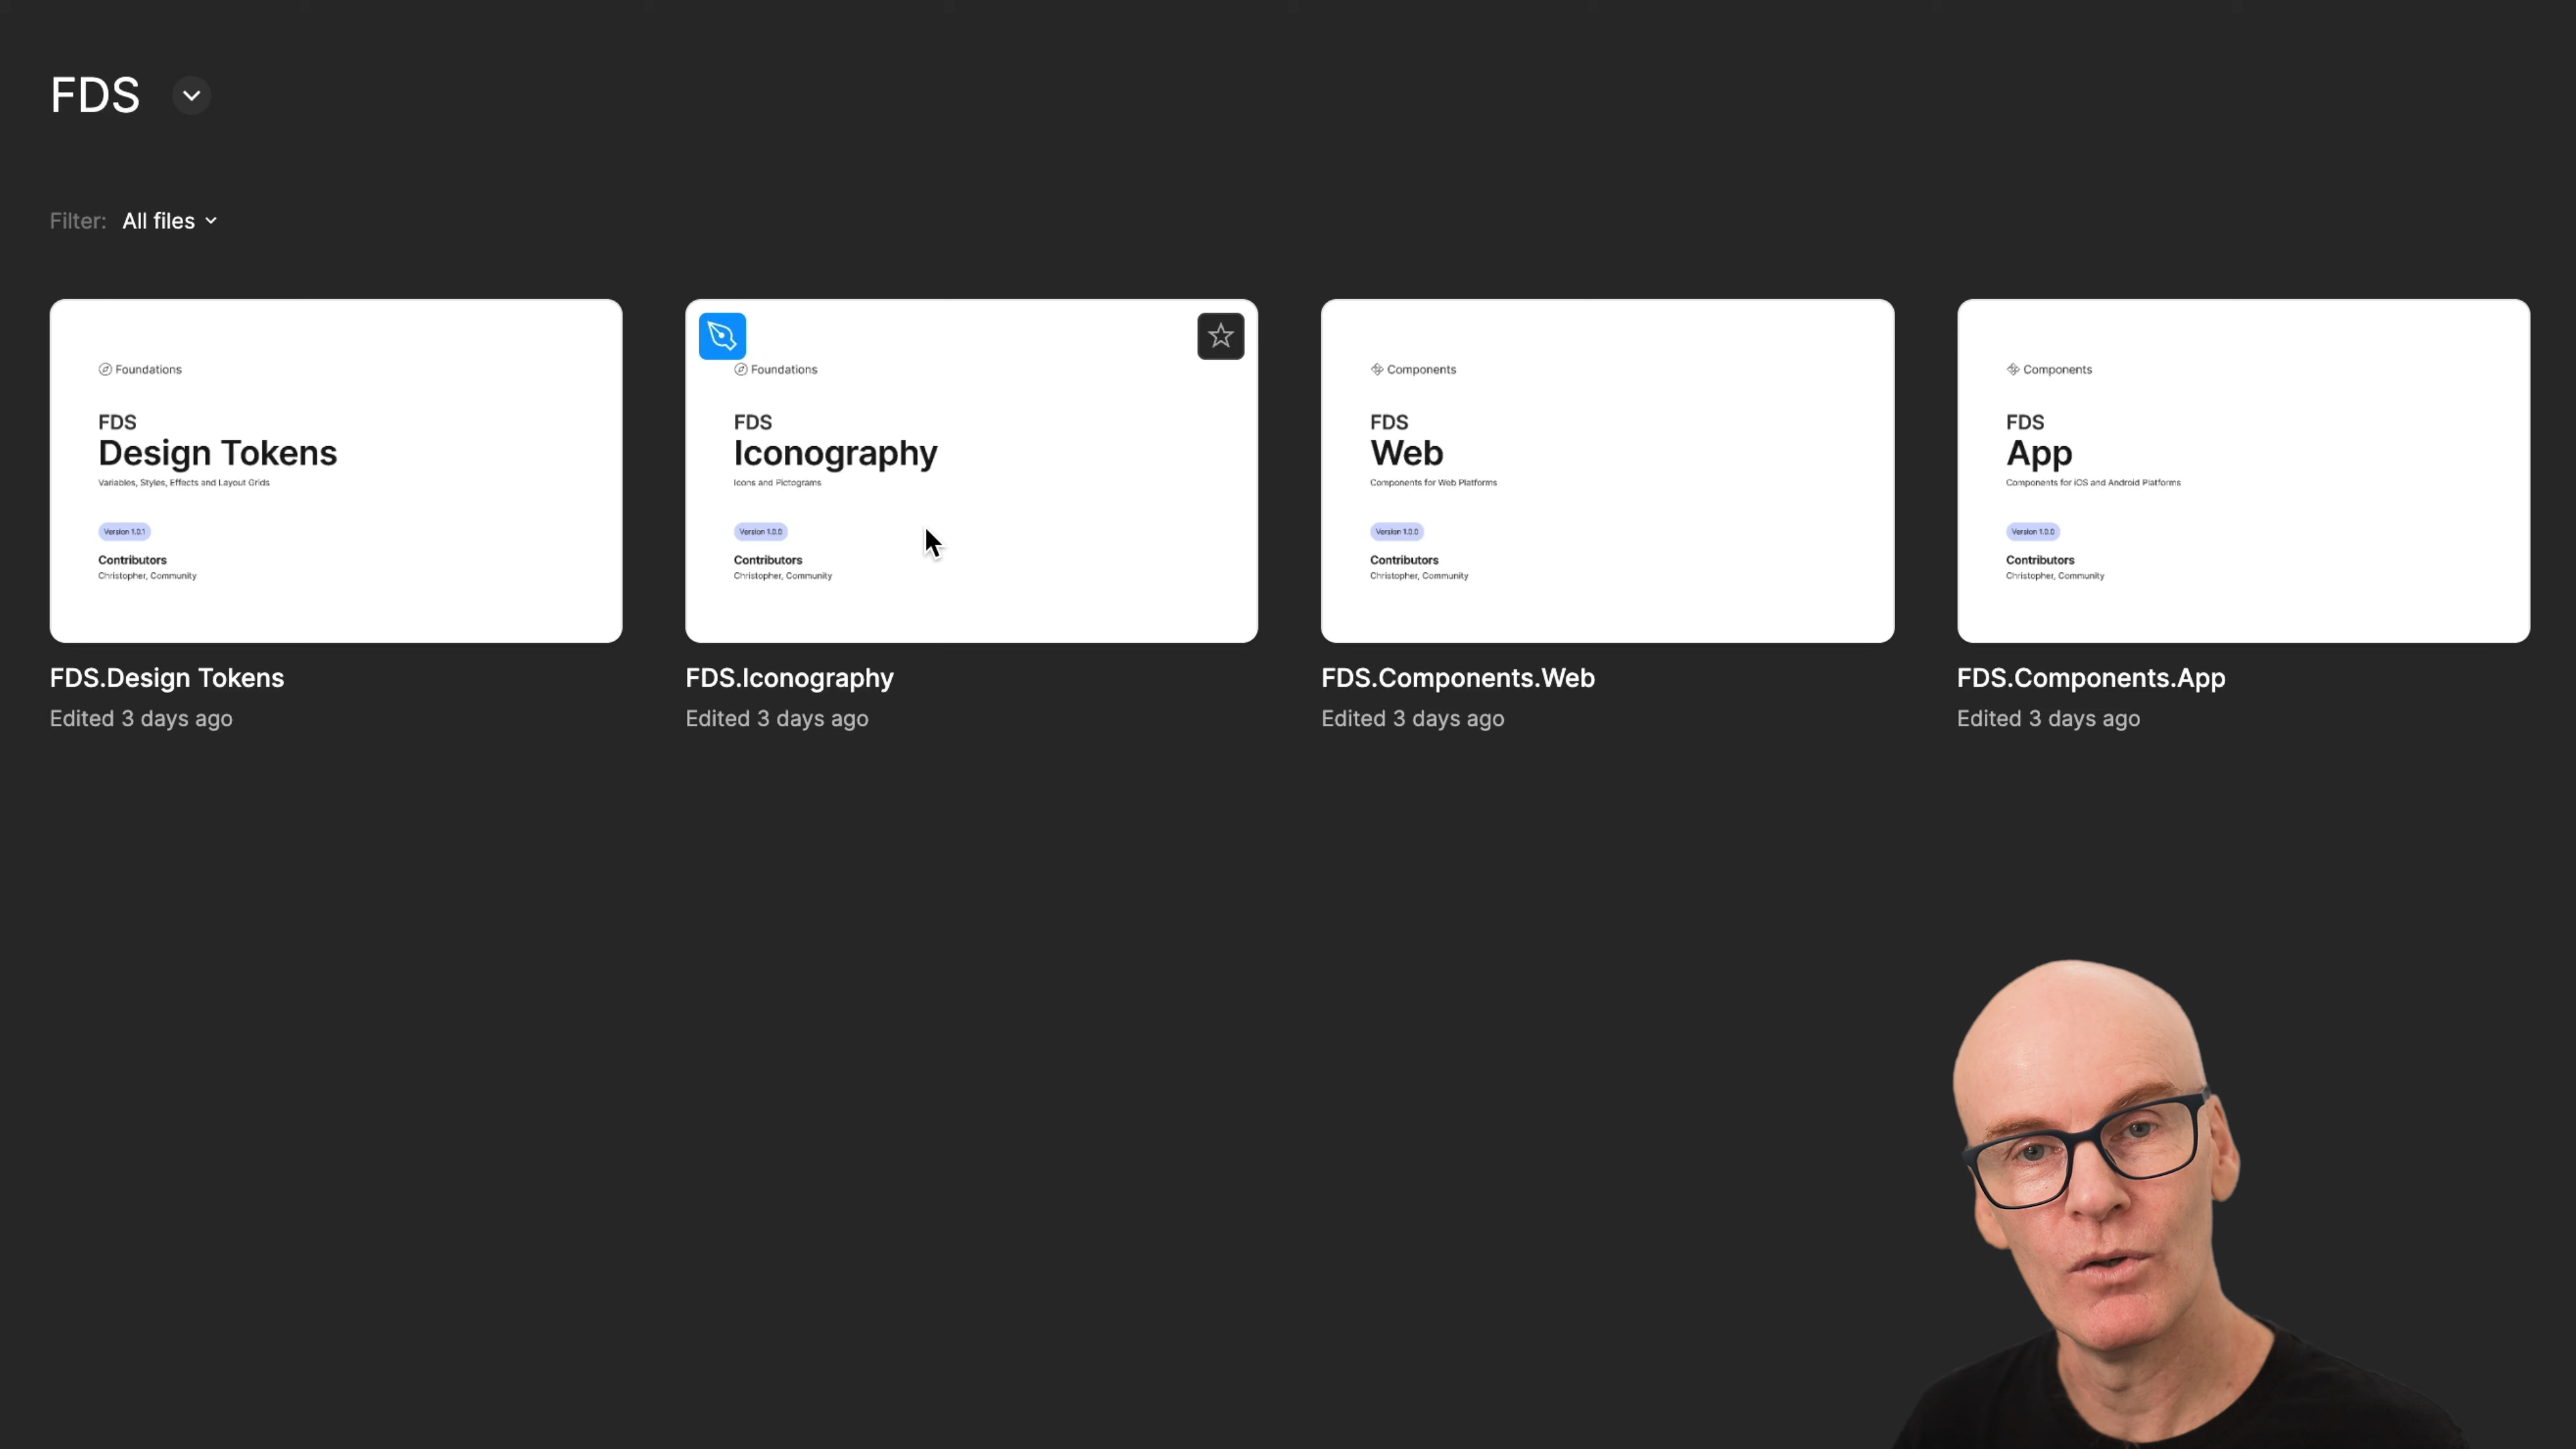 FDS
Filter: All files
Foundations
FDS
Design Tokens
Variables, Styles, Effects and Layout Grids
Version 1.0.1
Contributors
Christopher, Community
FDS.Design Tokens
Edited 3 days ago
Foundations
FDS
Iconography
Icons and Pictograms
Version 1.0.0
Contributors
Christopher, Community
FDS.Iconography
Edited 3 days ago
Components
FDS
Web
Components for Web Platforms
Version 1.0.0
Contributors
Christopher, Community
FDS.Components.Web
Edited 3 days ago
Components
FDS
App
Components for iOS and Android Platforms
Version 1.0.0
Contributors
Christopher, Community
FDS.Components.App
Edited 3 days ago